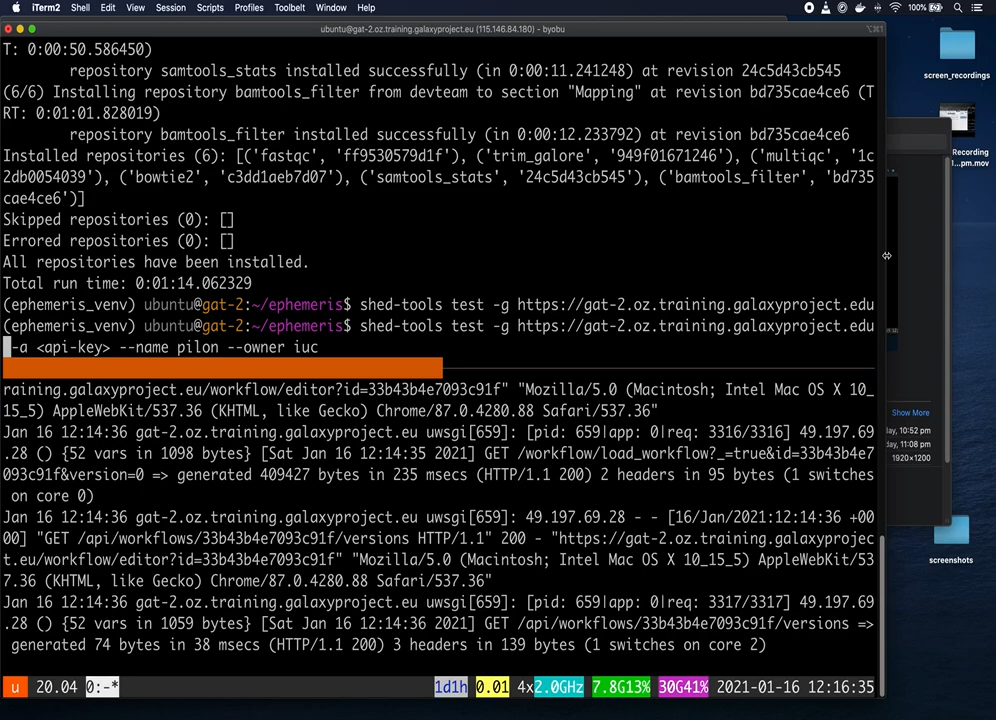 iTerm2 Shell Edit View Session Scripts Profiles Toolbelt Window Help 100%
ubuntu@gat-2.oz.training.galaxyproject.eu (115.146.84.180) - byobu
⌥⌘1
T: 0:00:50.586450)
repository samtools_stats installed successfully (in 0:00:11.241248) at revision 24c5d43cb545
(6/6) Installing repository bamtools_filter from devteam to section "Mapping" at revision bd735cae4ce6 (T
RT: 0:01:01.828019)
repository bamtools_filter installed successfully (in 0:00:12.233792) at revision bd735cae4ce6
Installed repositories (6): [('fastqc', 'ff9530579d1f'), ('trim_galore', '949f01671246'), ('multiqc', '1c
2db0054039'), ('bowtie2', 'c3dd1aeb7d07'), ('samtools_stats', '24c5d43cb545'), ('bamtools_filter', 'bd735
cae4ce6')]
Skipped repositories (0): []
Errored repositories (0): []
All repositories have been installed.
Total run time: 0:01:14.062329
(ephemeris_venv) ubuntu@gat-2:~/ephemeris$ shed-tools test -g https://gat-2.oz.training.galaxyproject.edu
(ephemeris_venv) ubuntu@gat-2:~/ephemeris$ shed-tools test -g https://gat-2.oz.training.galaxyproject.edu
-a <api-key> --name pilon --owner iuc
raining.galaxyproject.eu/workflow/editor?id=33b43b4e7093c91f" "Mozilla/5.0 (Macintosh; Intel Mac OS X 10_
15_5) AppleWebKit/537.36 (KHTML, like Gecko) Chrome/87.0.4280.88 Safari/537.36"
Jan 16 12:14:36 gat-2.oz.training.galaxyproject.eu uwsgi[659]: [pid: 659|app: 0|req: 3316/3316] 49.197.69
.28 () {52 vars in 1098 bytes} [Sat Jan 16 12:14:35 2021] GET /workflow/load_workflow?_=true&id=33b43b4e7
093c91f&version=0 => generated 409427 bytes in 235 msecs (HTTP/1.1 200) 2 headers in 95 bytes (1 switches
on core 0)
Jan 16 12:14:36 gat-2.oz.training.galaxyproject.eu uwsgi[659]: 49.197.69.28 - - [16/Jan/2021:12:14:36 +00
00] "GET /api/workflows/33b43b4e7093c91f/versions HTTP/1.1" 200 - "https://gat-2.oz.training.galaxyprojec
t.eu/workflow/editor?id=33b43b4e7093c91f" "Mozilla/5.0 (Macintosh; Intel Mac OS X 10_15_5) AppleWebKit/53
7.36 (KHTML, like Gecko) Chrome/87.0.4280.88 Safari/537.36"
Jan 16 12:14:36 gat-2.oz.training.galaxyproject.eu uwsgi[659]: [pid: 659|app: 0|req: 3317/3317] 49.197.69
.28 () {52 vars in 1059 bytes} [Sat Jan 16 12:14:36 2021] GET /api/workflows/33b43b4e7093c91f/versions =>
generated 74 bytes in 38 msecs (HTTP/1.1 200) 3 headers in 139 bytes (1 switches on core 2)
u 20.04 0:-* 1d1h 0.01 4x2.0GHz 7.8G13% 30G41% 2021-01-16 12:16:35
screen_recordings
Recording
...pm.mov
Show More
ay, 10:52 pm
ay, 11:08 pm
1920×1200
screenshots